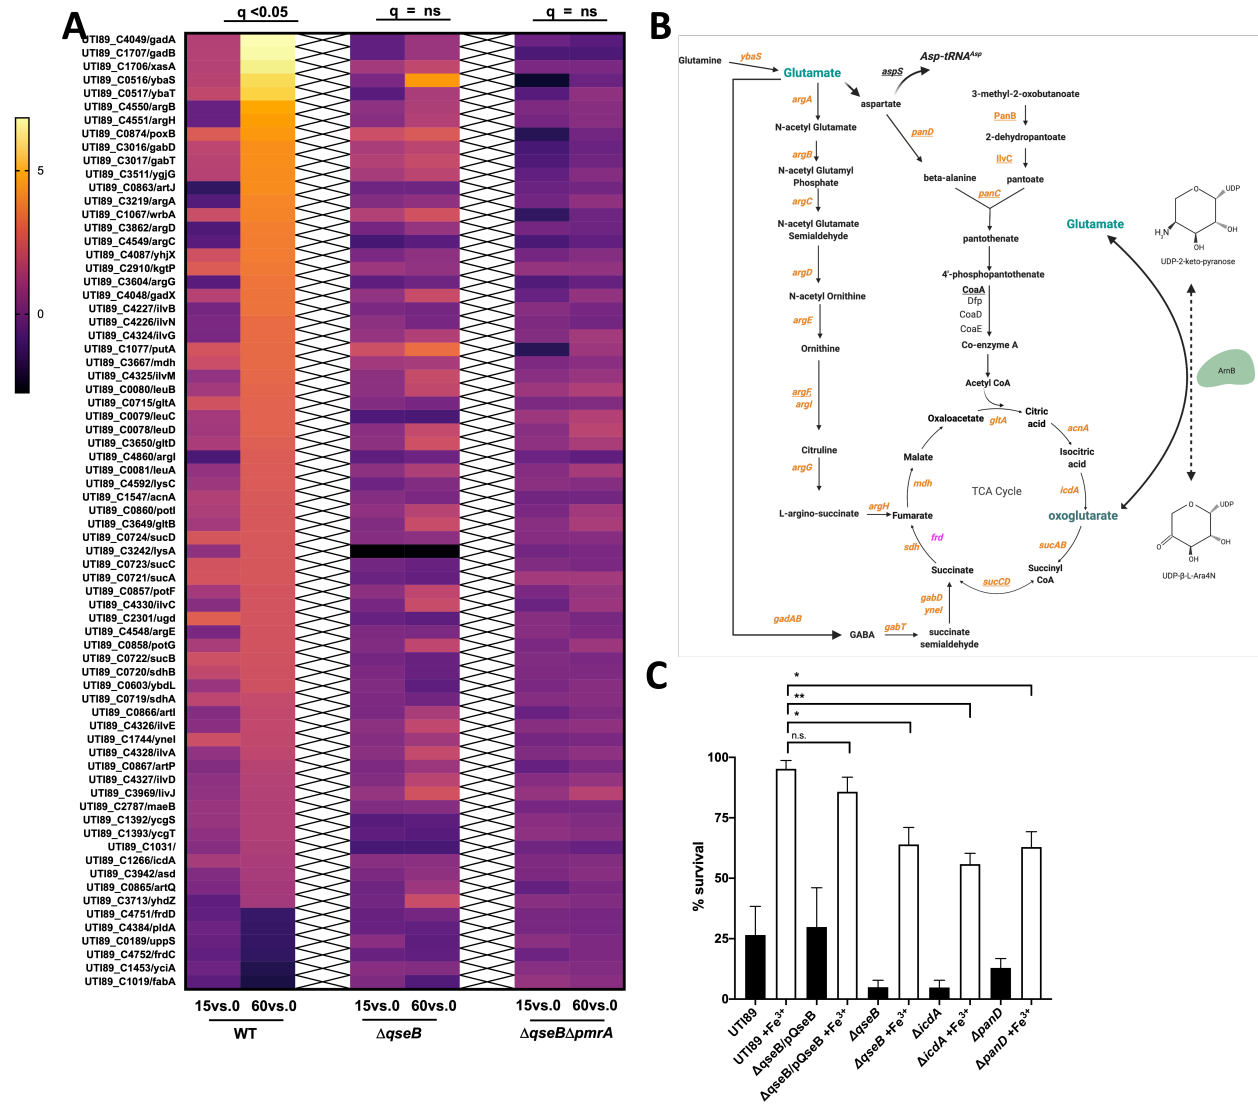 A
q <0.05
q = ns
q = ns
UTI89_C4049/gadA
UTI89_C1707/gadB
UTI89_C1706/xasA
UTI89_C0516/ybaS
UTI89_C0517/ybaT
UTI89_C4550/argB
UTI89_C4551/argH
UTI89_C0874/poxB
UTI89_C3016/gabD
UTI89_C3017/gabT
UTI89_C3511/ygjG
UTI89_C0863/artJ
UTI89_C3219/argA
UTI89_C1067/wrbA
UTI89_C3862/argD
UTI89_C4549/argC
UTI89_C4087/yhjX
UTI89_C2910/kgtP
UTI89_C3604/argG
UTI89_C4048/gadX
UTI89_C4227/ilvB
UTI89_C4226/ilvN
UTI89_C4324/ilvG
UTI89_C1077/putA
UTI89_C3667/mdh
UTI89_C4325/ilvM
UTI89_C0080/leuB
UTI89_C0715/gltA
UTI89_C0079/leuC
UTI89_C0078/leuD
UTI89_C3650/gltD
UTI89_C4860/argI
UTI89_C0081/leuA
UTI89_C4592/lysC
UTI89_C1547/acnA
UTI89_C0860/potI
UTI89_C3649/gltB
UTI89_C0724/sucD
UTI89_C3242/lysA
UTI89_C0723/sucC
UTI89_C0721/sucA
UTI89_C0857/potF
UTI89_C4330/ilvC
UTI89_C2301/ugd
UTI89_C4548/argE
UTI89_C0858/potG
UTI89_C0722/sucB
UTI89_C0720/sdhB
UTI89_C0603/ybdL
UTI89_C0719/sdhA
UTI89_C0866/artI
UTI89_C4326/ilvE
UTI89_C1744/yneI
UTI89_C4328/ilvA
UTI89_C0867/artP
UTI89_C4327/ilvD
UTI89_C3969/livJ
UTI89_C2787/maeB
UTI89_C1392/ycgS
UTI89_C1393/ycgT
UTI89_C1031/
UTI89_C1266/icdA
UTI89_C3942/asd
UTI89_C0865/artQ
UTI89_C3713/yhdZ
UTI89_C4751/frdD
UTI89_C4384/pldA
UTI89_C0189/uppS
UTI89_C4752/frdC
UTI89_C1453/yciA
UTI89_C1019/fabA
5
0
15vs.0 60vs.0
15vs.0 60vs.0
15vs.0 60vs.0
WT
ΔqseB
ΔqseBΔpmrA
B
Glutamine
ybaS
Glutamate
aspS
Asp-tRNAAsp
aspartate
argA
N-acetyl Glutamate
argB
N-acetyl Glutamyl
Phosphate
argC
N-acetyl Glutamate
Semialdehyde
argD
N-acetyl Ornithine
argE
Ornithine
argF,
argI
Citruline
argG
L-argino-succinate
argH
panD
beta-alanine
3-methyl-2-oxobutanoate
PanB
2-dehydropantoate
IlvC
pantoate
panC
pantothenate
4'-phosphopantothenate
CoaA
Dfp
CoaD
CoaE
Co-enzyme A
Acetyl CoA
Oxaloacetate
gltA
Citric
acid
acnA
Isocitric
acid
icdA
oxoglutarate
sucAB
Succinyl
CoA
sucCD
Succinate
sdh
frd
Fumarate
mdh
Malate
TCA Cycle
gabD
yneI
succinate
semialdehyde
gabT
GABA
gadAB
Glutamate
O
UDP
H2N
OH
OH
UDP-2-keto-pyranose
ArnB
O
UDP
O
OH
OH
UDP-β-L-Ara4N
C
*
**
*
n.s.
% survival
100
75
50
25
0
UTI89
UTI89 +Fe3+
ΔqseB/pQseB
ΔqseB/pQseB +Fe3+
ΔqseB
ΔqseB +Fe3+
ΔicdA
ΔicdA +Fe3+
ΔpanD
ΔpanD +Fe3+